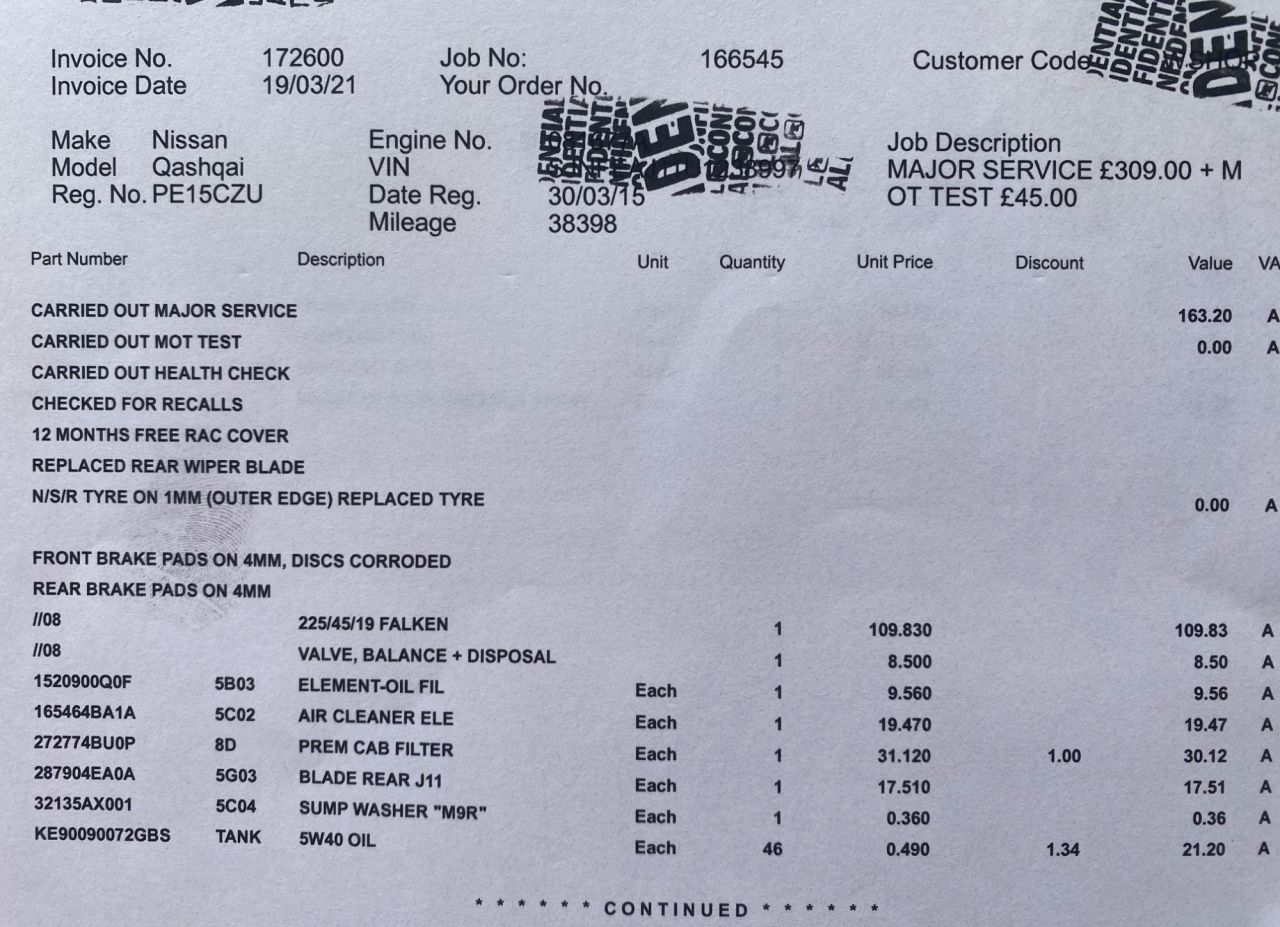 Invoice No. 172600 Job No: 166545 Customer Code
Invoice Date 19/03/21 Your Order No.
Make Nissan Engine No. Job Description
Model Qashqai VIN MAJOR SERVICE £309.00 + M
Reg. No. PE15CZU Date Reg. 30/03/15 OT TEST £45.00
Mileage 38398
Part Number Description Unit Quantity Unit Price Discount Value VA
CARRIED OUT MAJOR SERVICE 163.20 A
CARRIED OUT MOT TEST 0.00 A
CARRIED OUT HEALTH CHECK
CHECKED FOR RECALLS
12 MONTHS FREE RAC COVER
REPLACED REAR WIPER BLADE
N/S/R TYRE ON 1MM (OUTER EDGE) REPLACED TYRE 0.00 A
FRONT BRAKE PADS ON 4MM, DISCS CORRODED
REAR BRAKE PADS ON 4MM
//08 225/45/19 FALKEN 1 109.830 109.83 A
//08 VALVE, BALANCE + DISPOSAL 1 8.500 8.50 A
1520900Q0F 5B03 ELEMENT-OIL FIL Each 1 9.560 9.56 A
165464BA1A 5C02 AIR CLEANER ELE Each 1 19.470 19.47 A
272774BU0P 8D PREM CAB FILTER Each 1 31.120 1.00 30.12 A
287904EA0A 5G03 BLADE REAR J11 Each 1 17.510 17.51 A
32135AX001 5C04 SUMP WASHER "M9R" Each 1 0.360 0.36 A
KE90090072GBS TANK 5W40 OIL Each 46 0.490 1.34 21.20 A
* * * * * * CONTINUED * * * * * *